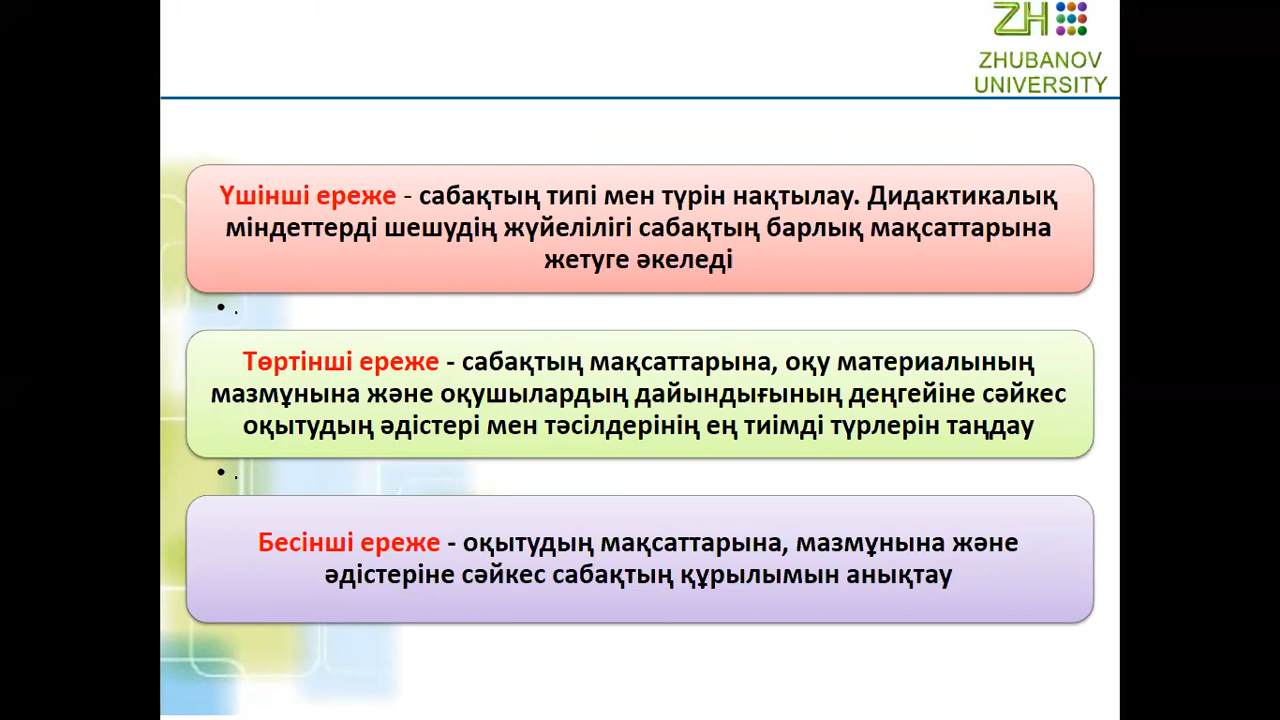 ZH
ZHUBANOV
UNIVERSITY
Үшінші ереже - сабақтың типі мен түрін нақтылау. Дидактикалық
міндеттерді шешудің жүйелілігі сабақтың барлық мақсаттарына
жетуге әкеледі
• .
Төртінші ереже - сабақтың мақсаттарына, оқу материалының
мазмұнына және оқушылардың дайындығының деңгейіне сәйкес
оқытудың әдістері мен тәсілдерінің ең тиімді түрлерін таңдау
• .
Бесінші ереже - оқытудың мақсаттарына, мазмұнына және
әдістеріне сәйкес сабақтың құрылымын анықтау